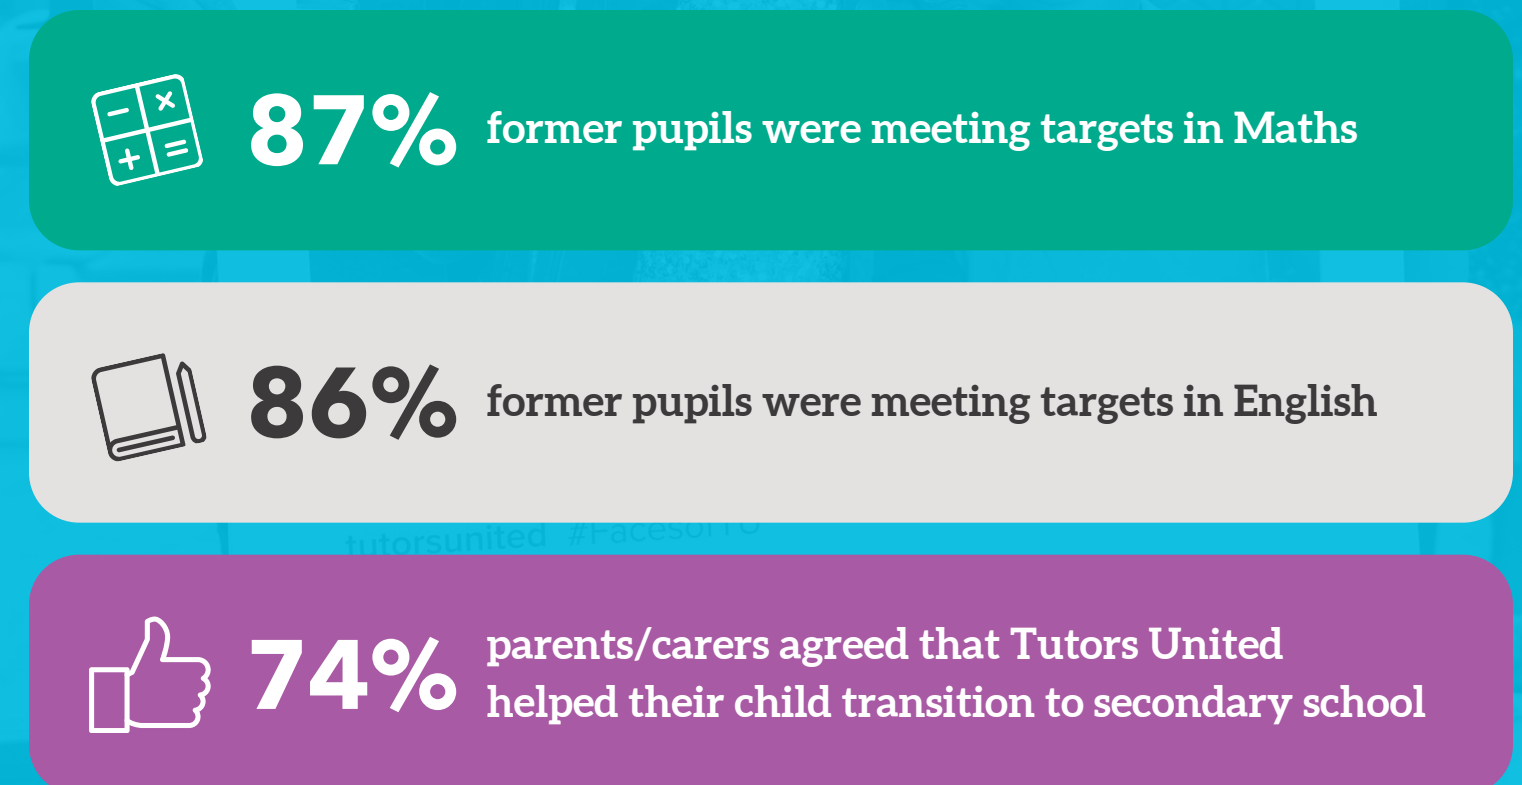 87% former pupils were meeting targets in Maths
86% former pupils were meeting targets in English
tutorsunited #FacesofTU
74% parents/carers agreed that Tutors United
helped their child transition to secondary school